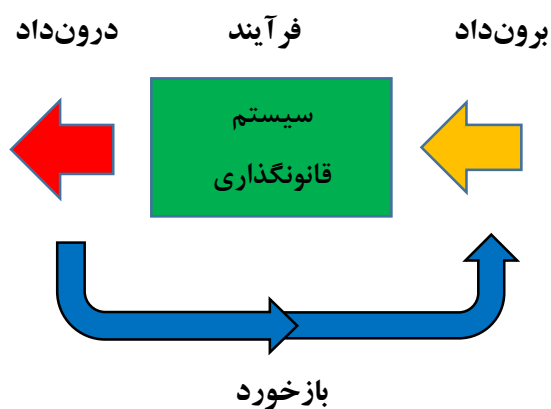 برون‌داد
فرآیند
درون‌داد
سیستم
قانونگذاری
بازخورد